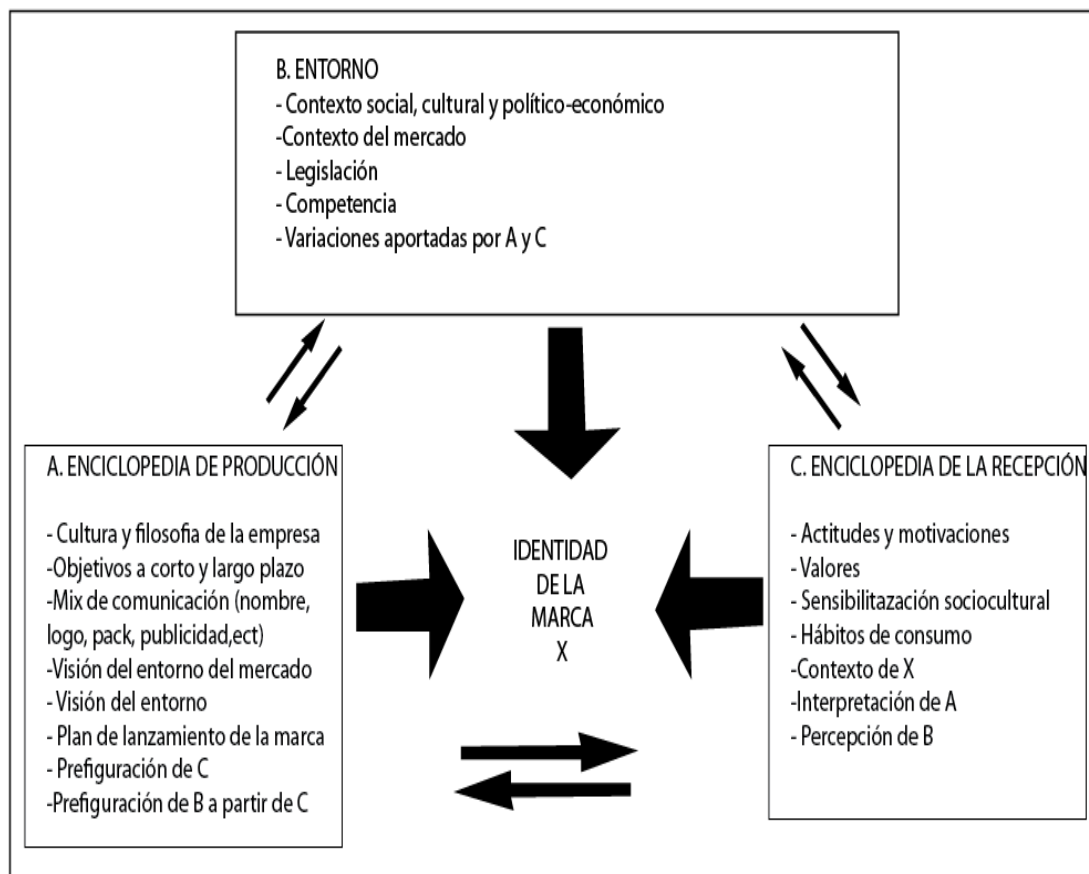 B. ENTORNO
- Contexto social, cultural y político-económico
-Contexto del mercado
- Legislación
- Competencia
- Variaciones aportadas por A y C
A. ENCICLOPEDIA DE PRODUCCIÓN
- Cultura y filosofia de la empresa
- Objetivos a corto y largo plazo
- Mix de comunicación (nombre,
logo, pack, publicidad,ect)
-Visión del entorno del mercado
- Visión del entorno
- Plan de lanzamiento de la marca
- Prefiguración de C
-Prefiguración de B a partir de C
IDENTIDAD
DE LA
MARCA
X
C. ENCICLOPEDIA DE LA RECEPCIÓN
- Actitudes y motivaciones
- Valores
- Sensibilitazación sociocultural
- Hábitos de consumo
-Contexto de X
-Interpretación de A
- Percepción de B